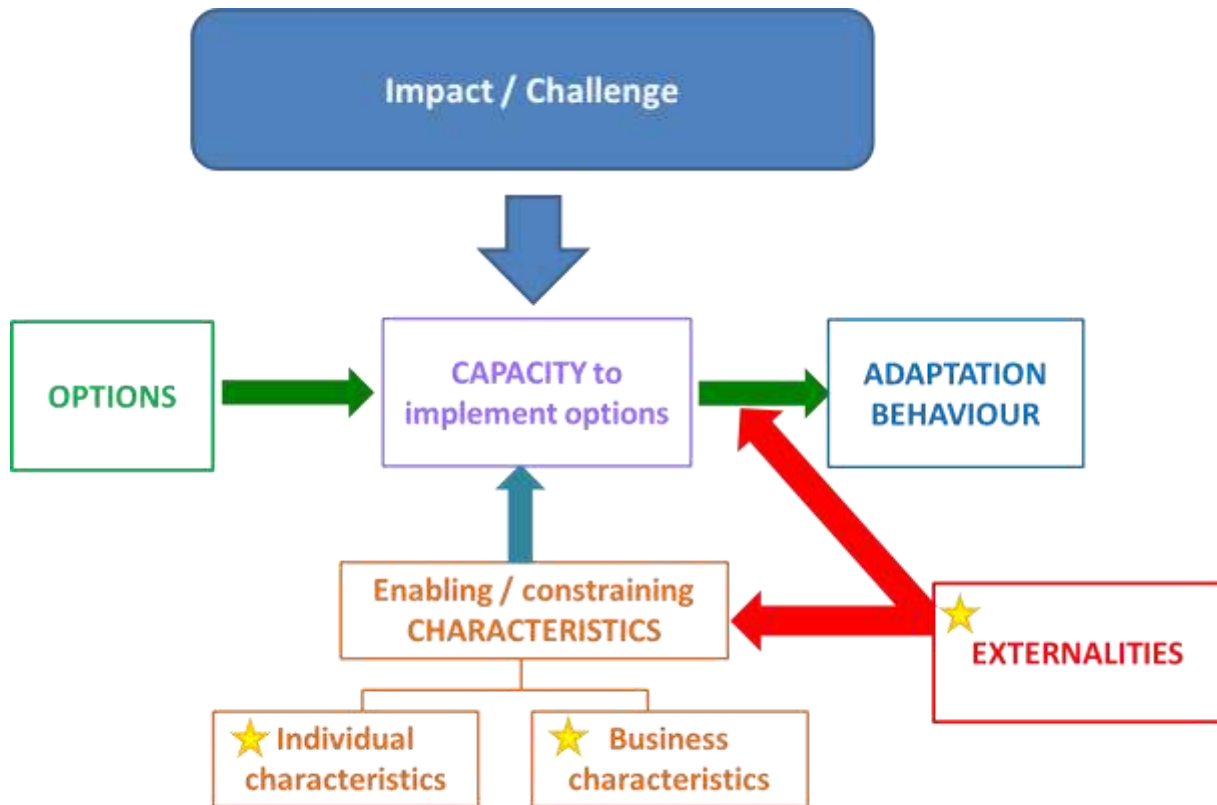 Impact / Challenge
OPTIONS
CAPACITY to
implement options
ADAPTATION
BEHAVIOUR
Enabling / constraining
CHARACTERISTICS
EXTERNALITIES
Individual
characteristics
Business
characteristics